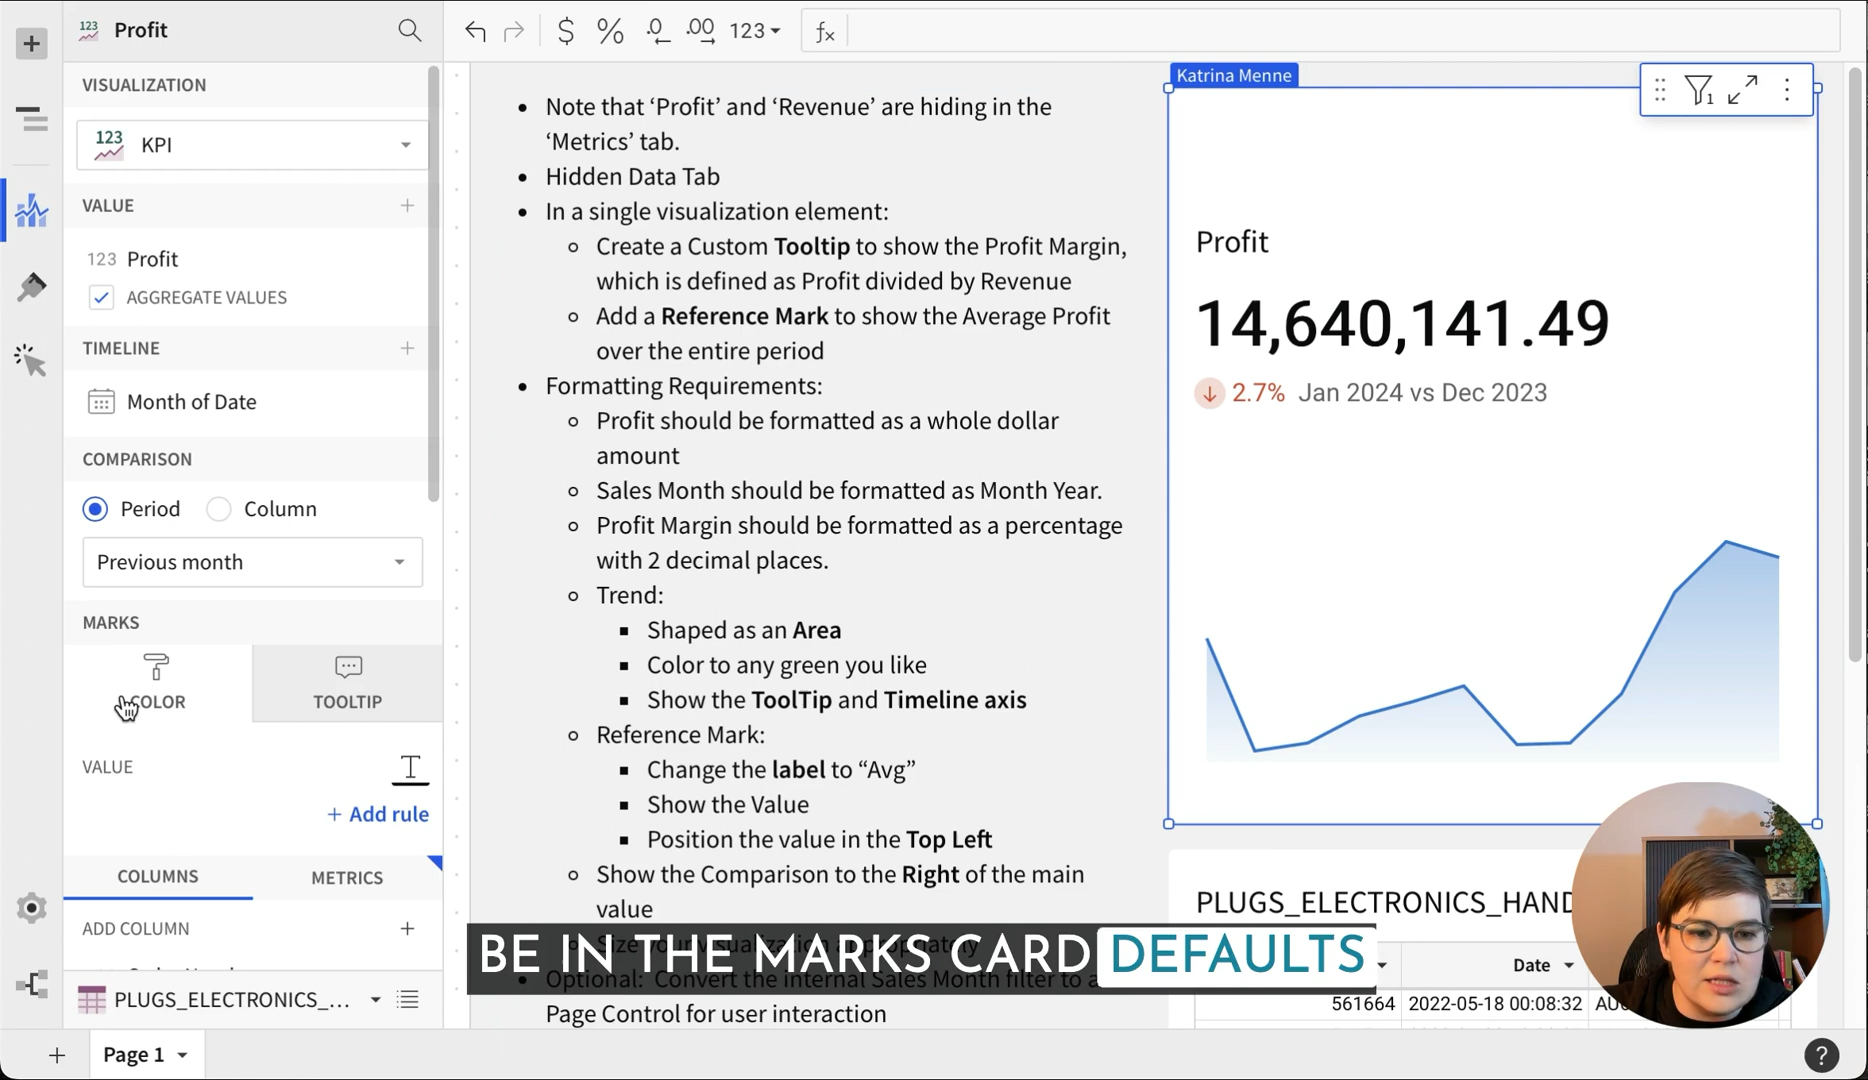 Profit
VISUALIZATION
123 KPI
VALUE
123 Profit
AGGREGATE VALUES
TIMELINE
Month of Date
COMPARISON
Period Column
Previous month
MARKS
COLOR TOOLTIP
VALUE
+ Add rule
COLUMNS METRICS
ADD COLUMN
PLUGS_ELECTRONICS_...
Page 1
$ % .0 .00 123
fx
• Note that ‘Profit’ and ‘Revenue’ are hiding in the
‘Metrics’ tab.
• Hidden Data Tab
• In a single visualization element:
Create a Custom Tooltip to show the Profit Margin,
which is defined as Profit divided by Revenue
Add a Reference Mark to show the Average Profit
over the entire period
• Formatting Requirements:
Profit should be formatted as a whole dollar
amount
Sales Month should be formatted as Month Year.
Profit Margin should be formatted as a percentage
with 2 decimal places.
Trend:
Shaped as an Area
Color to any green you like
Show the ToolTip and Timeline axis
Reference Mark:
Change the label to “Avg”
Show the Value
Position the value in the Top Left
Show the Comparison to the Right of the main
value
Optional: Convert the internal Sales Month filter to a
Page Control for user interaction
BE IN THE MARKS CARD DEFAULTS
Katrina Menne
1
Profit
14,640,141.49
2.7% Jan 2024 vs Dec 2023
PLUGS_ELECTRONICS_HAND
Date
561664 2022-05-18 00:08:32
?